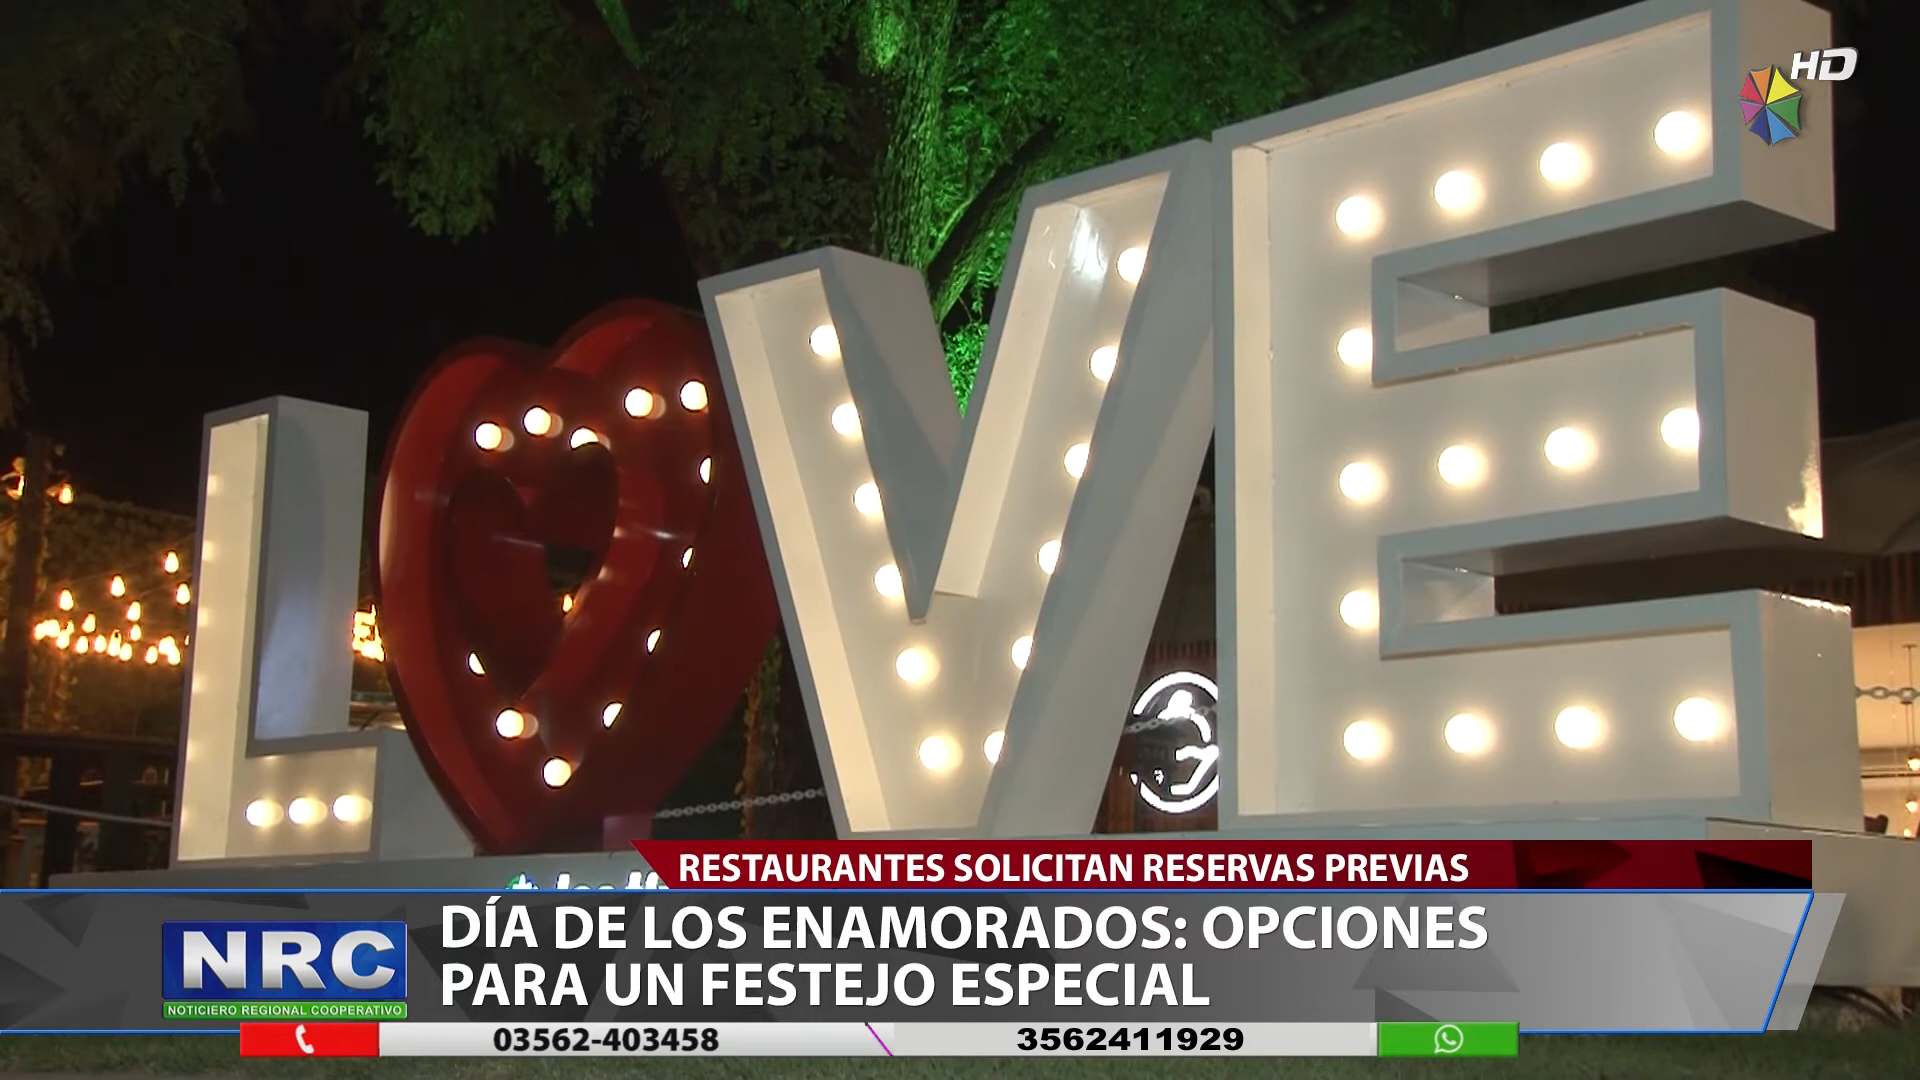 HD
L VE
RESTAURANTES SOLICITAN RESERVAS PREVIAS
DÍA DE LOS ENAMORADOS: OPCIONES
PARA UN FESTEJO ESPECIAL
NRC
NOTICIERO REGIONAL COOPERATIVO
03562-403458
3562411929